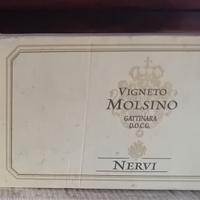 VIGNETO
MOLSINO
GATTINARA
D.O.C.G.
NERVI